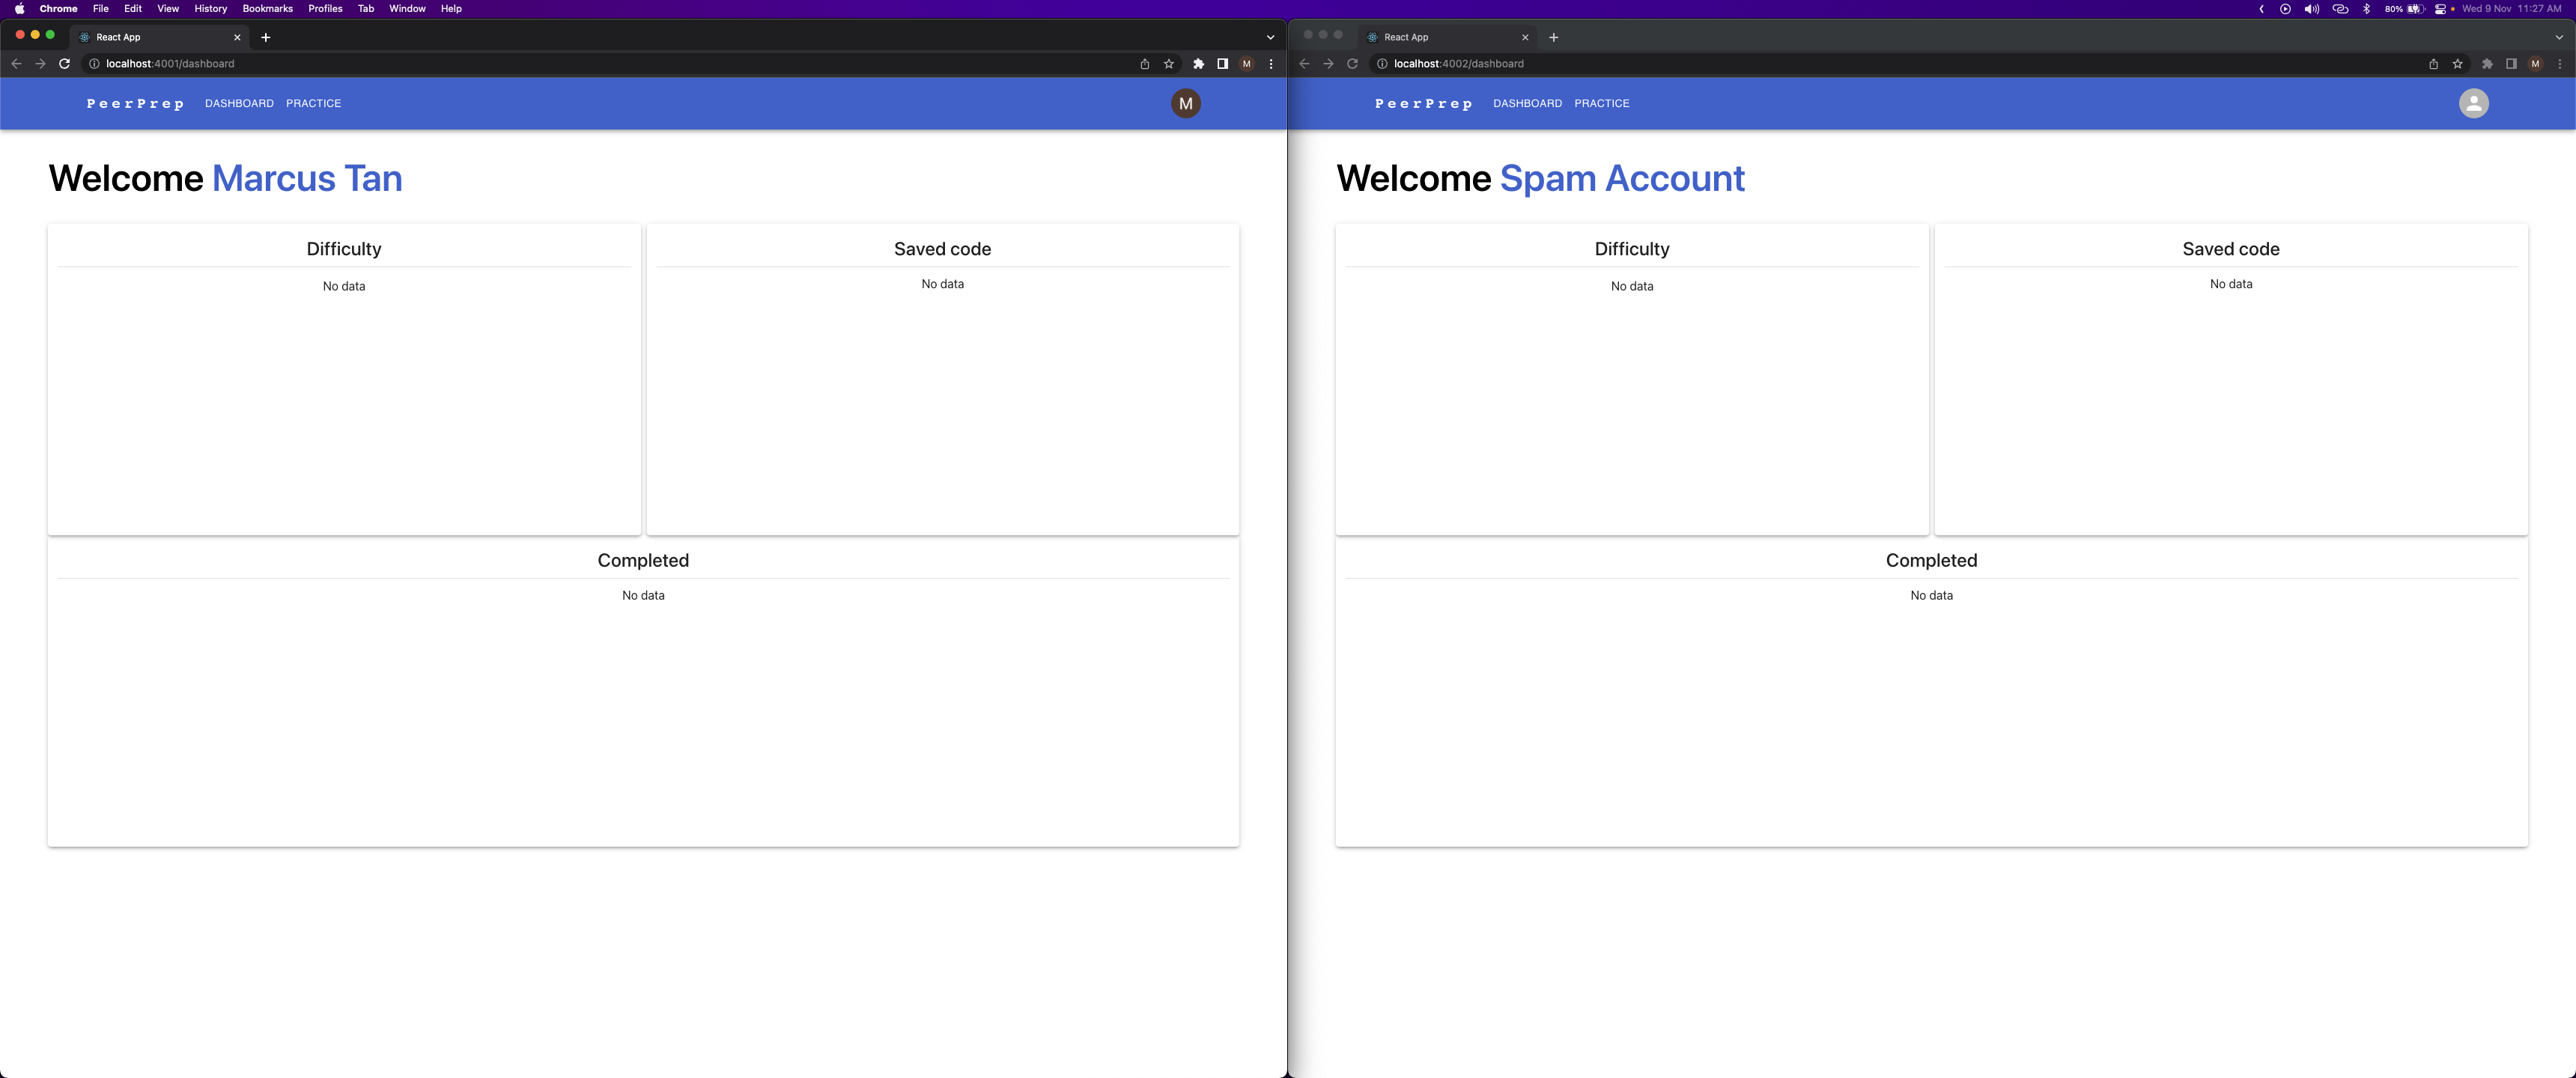 Chrome File Edit View History Bookmarks Profiles Tab Window Help
80% Wed 9 Nov 11:27 AM
React App
localhost:4001/dashboard
M
PeerPrep DASHBOARD PRACTICE
M
Welcome Marcus Tan
Difficulty
No data
Saved code
No data
Completed
No data
React App
localhost:4002/dashboard
M
PeerPrep DASHBOARD PRACTICE
Welcome Spam Account
Difficulty
No data
Saved code
No data
Completed
No data